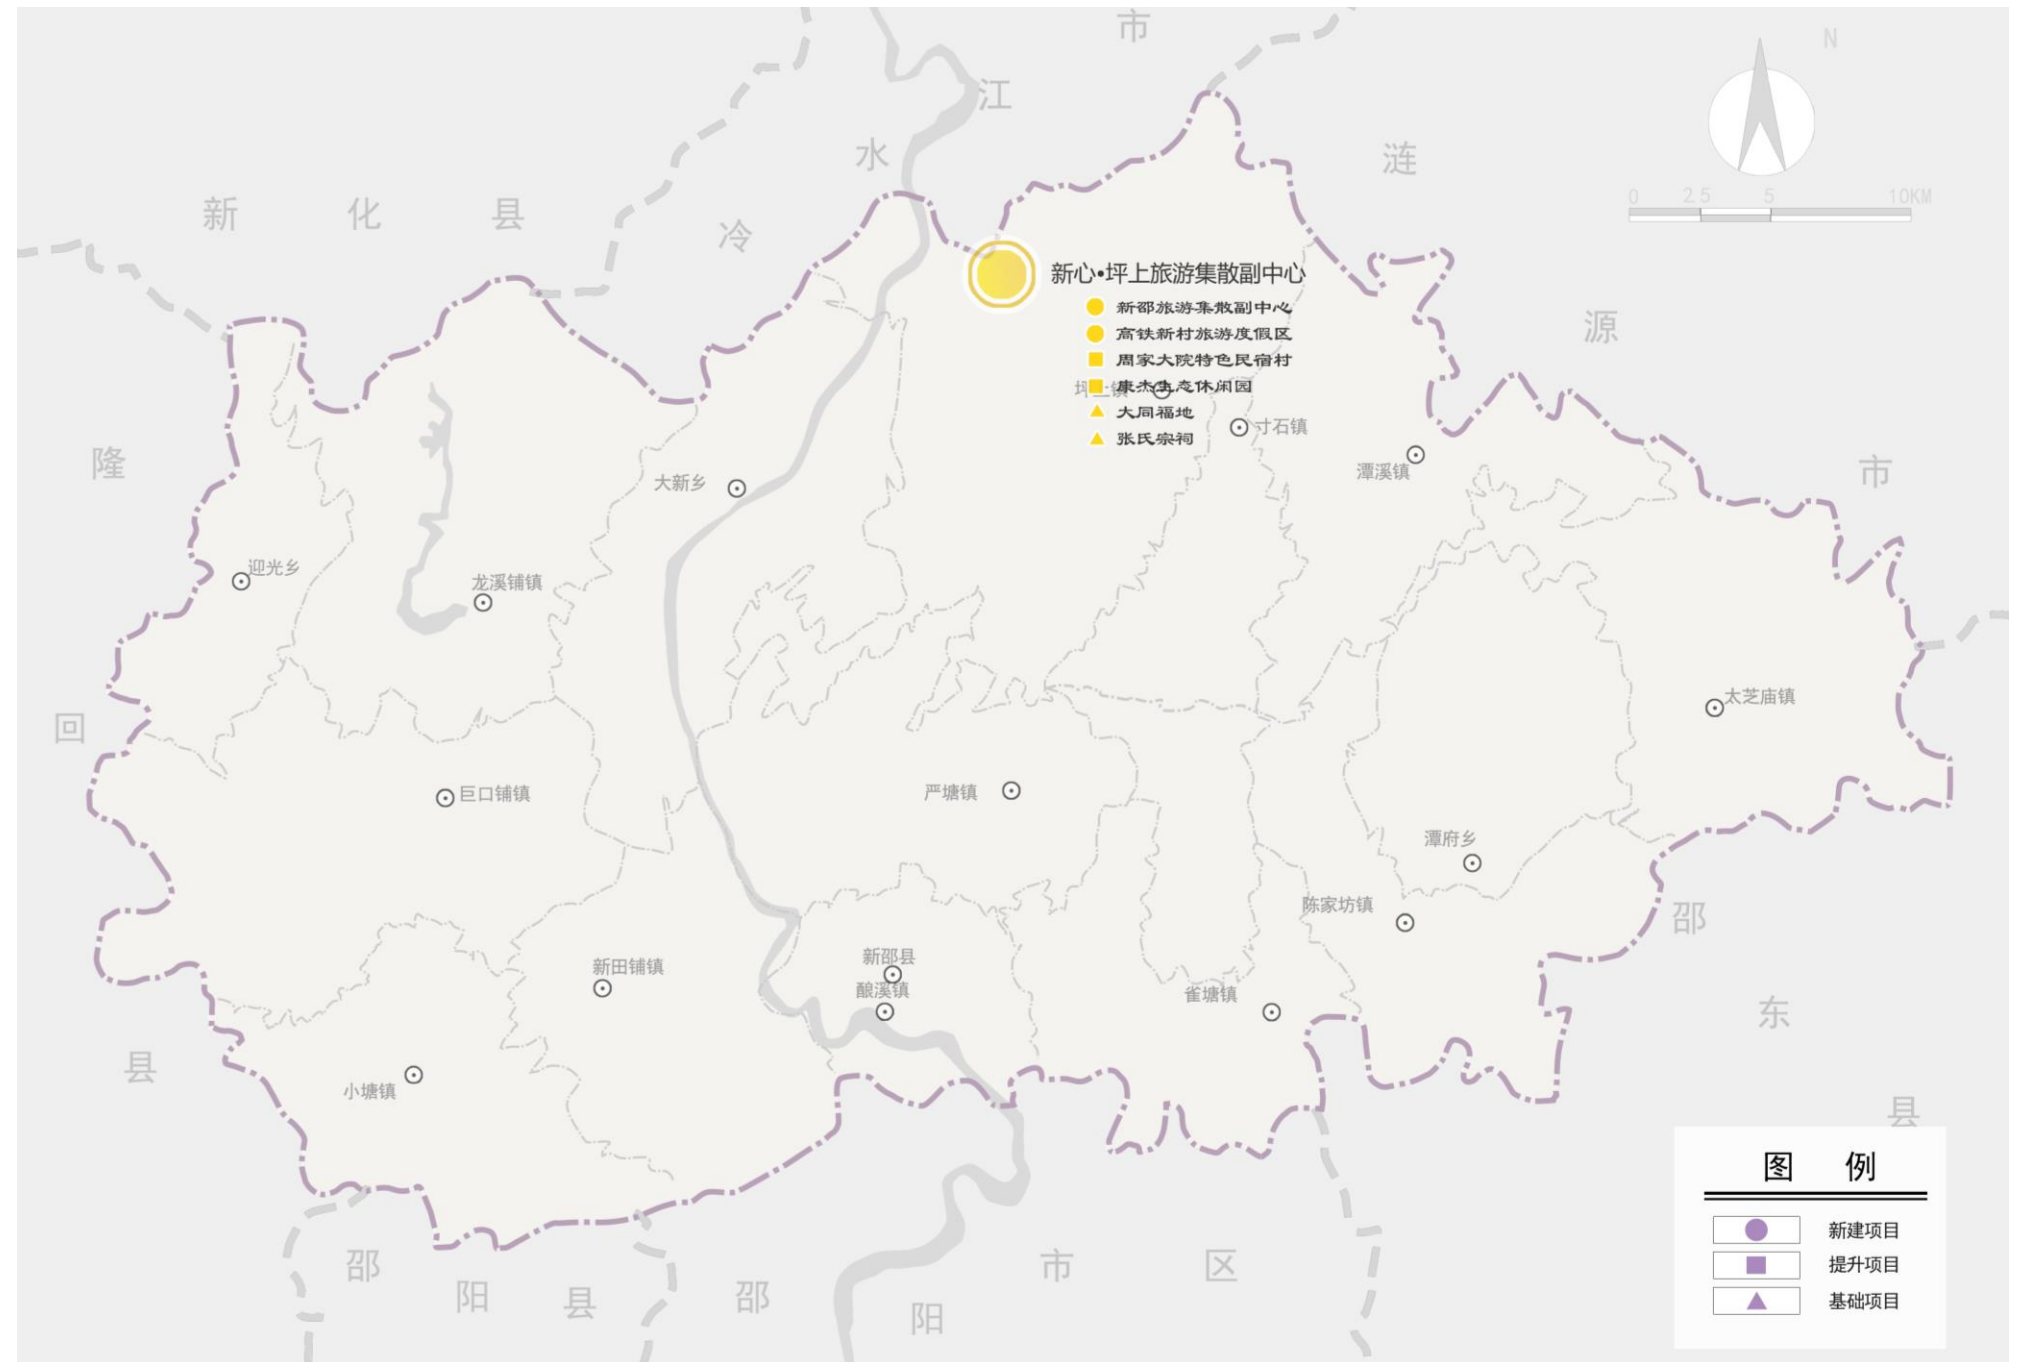 市
N
江
水
涟
0 2.5 5 10KM
新 化 县
冷
新心•坪上旅游集散副中心
新邵旅游集散副中心
高铁新村旅游度假区
周家大院特色民宿村
康杰生态休闲园
坪上镇
大同福地
张氏宗祠
寸石镇
源
隆
大新乡
潭溪镇
市
迎光乡
龙溪铺镇
回
太芝庙镇
巨口铺镇
严塘镇
潭府乡
陈家坊镇
邵
新田铺镇
新邵县
酿溪镇
雀塘镇
东
县
小塘镇
县
邵 阳 县
邵 阳 市 区
图 例
新建项目
提升项目
基础项目